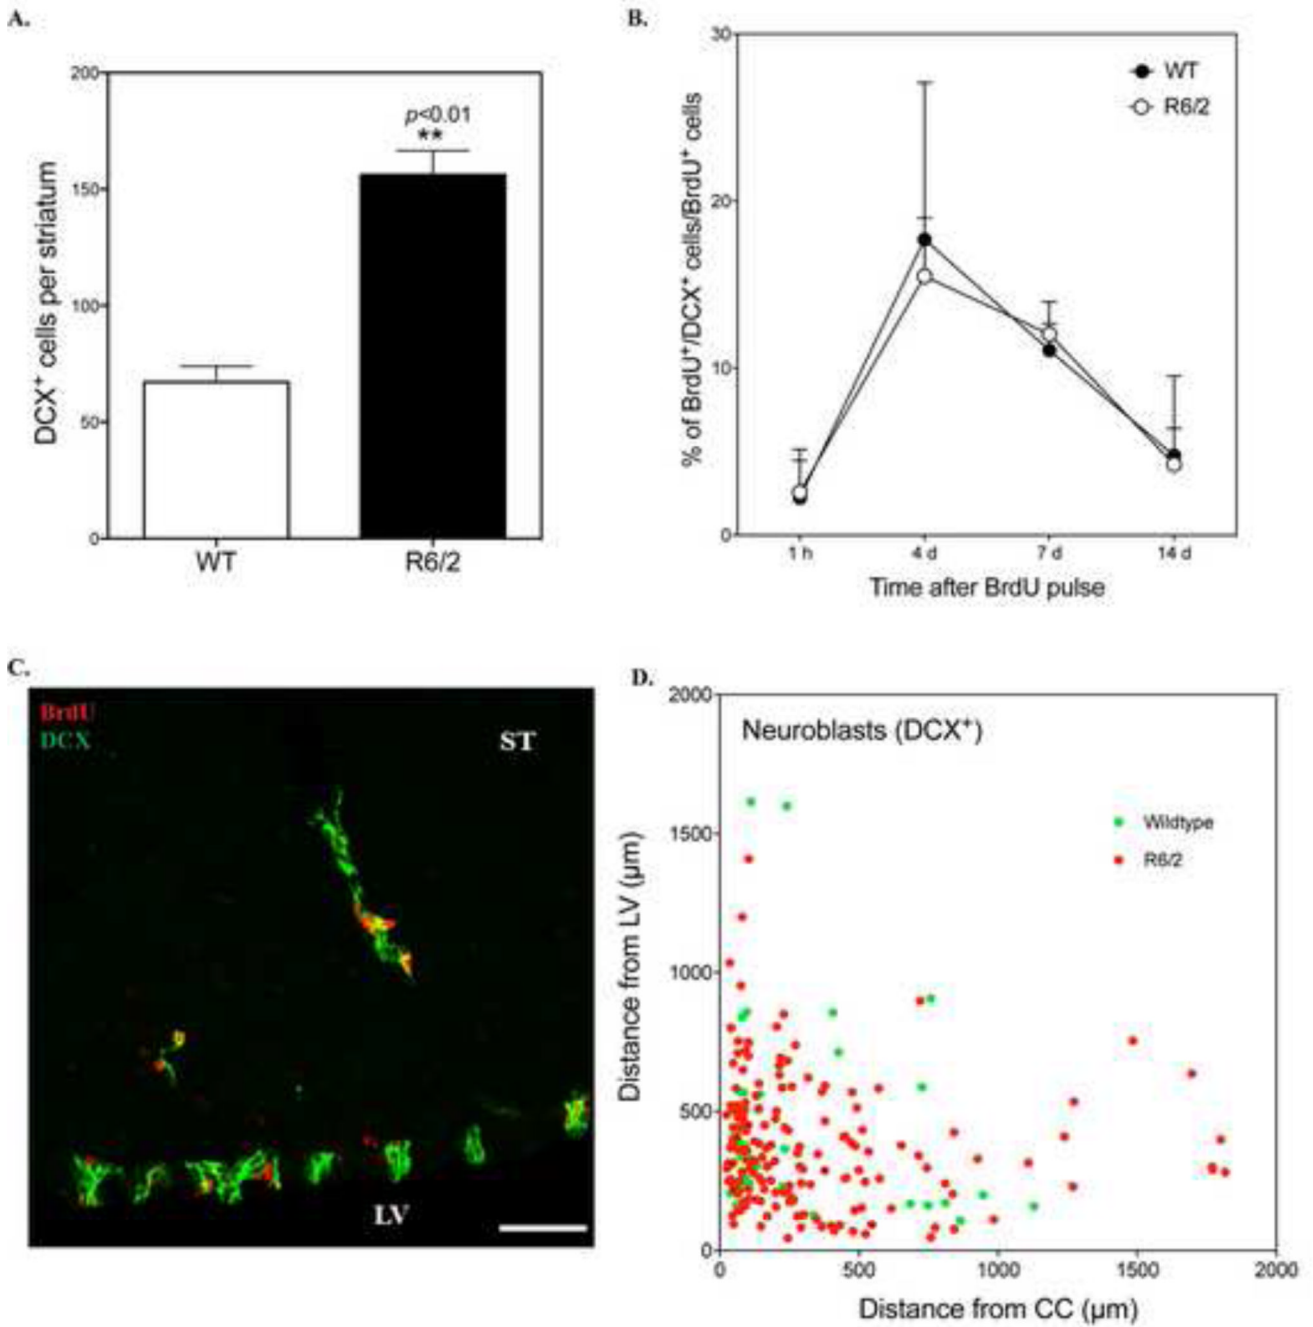 A.
200
150
100
50
0
DCX⁺ cells per striatum
p<0.01
**
WT
R6/2
B.
30
20
10
0
% of BrdU⁺/DCX⁺ cells/BrdU⁺ cells
WT
R6/2
1 h
4 d
7 d
14 d
Time after BrdU pulse
C.
BrdU
DCX
ST
LV
D.
2000
1500
1000
500
0
Distance from LV (µm)
Neuroblasts (DCX⁺)
Wildtype
R6/2
0
500
1000
1500
2000
Distance from CC (µm)